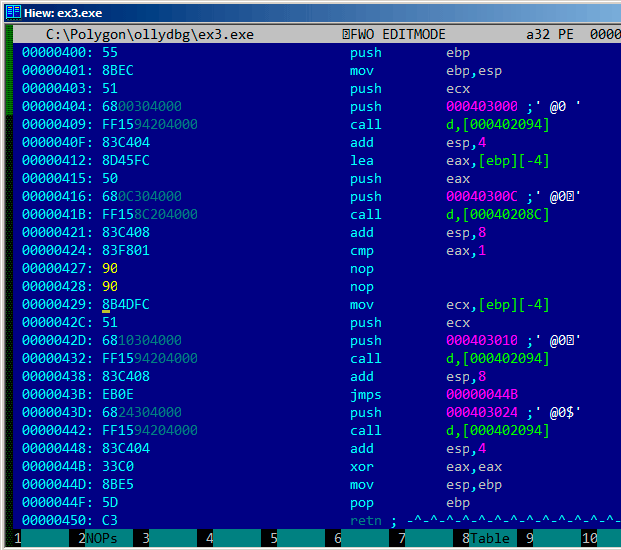 Hiew: ex3.exe
C:\Polygon\ollydbg\ex3.exe FWO EDITMODE a32 PE 0000
00000400: 55 push ebp
00000401: 8BEC mov ebp,esp
00000403: 51 push ecx
00000404: 6800304000 push 000403000 ;' @0 '
00000409: FF1594204000 call d,[000402094]
0000040F: 83C404 add esp,4
00000412: 8D45FC lea eax,[ebp][-4]
00000415: 50 push eax
00000416: 680C304000 push 00040300C ;' @0'
0000041B: FF158C204000 call d,[00040208C]
00000421: 83C408 add esp,8
00000424: 83F801 cmp eax,1
00000427: 90 nop
00000428: 90 nop
00000429: 8B4DFC mov ecx,[ebp][-4]
0000042C: 51 push ecx
0000042D: 6810304000 push 000403010 ;' @0'
00000432: FF1594204000 call d,[000402094]
00000438: 83C408 add esp,8
0000043B: EB0E jmps 00000044B
0000043D: 6824304000 push 000403024 ;' @0$'
00000442: FF1594204000 call d,[000402094]
00000448: 83C404 add esp,4
0000044B: 33C0 xor eax,eax
0000044D: 8BE5 mov esp,ebp
0000044F: 5D pop ebp
00000450: C3 retn ; -^-^-^-^-^-^-^-^-^-^-^-^-
1 2NOPs 3 4 5 6 7 8Table 9 10